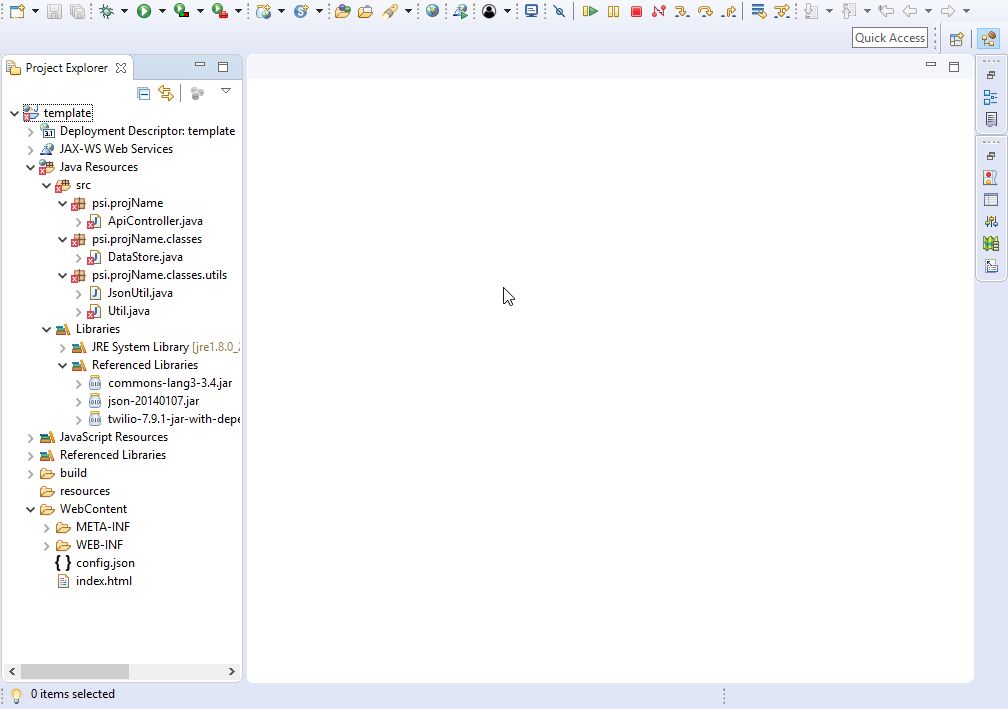 Quick Access
Project Explorer
template
Deployment Descriptor: template
JAX-WS Web Services
Java Resources
src
psi.projName
ApiController.java
psi.projName.classes
DataStore.java
psi.projName.classes.utils
JsonUtil.java
Util.java
Libraries
JRE System Library [jre1.8.0_
Referenced Libraries
commons-lang3-3.4.jar
json-20140107.jar
twilio-7.9.1-jar-with-depe
JavaScript Resources
Referenced Libraries
build
resources
WebContent
META-INF
WEB-INF
config.json
index.html
0 items selected